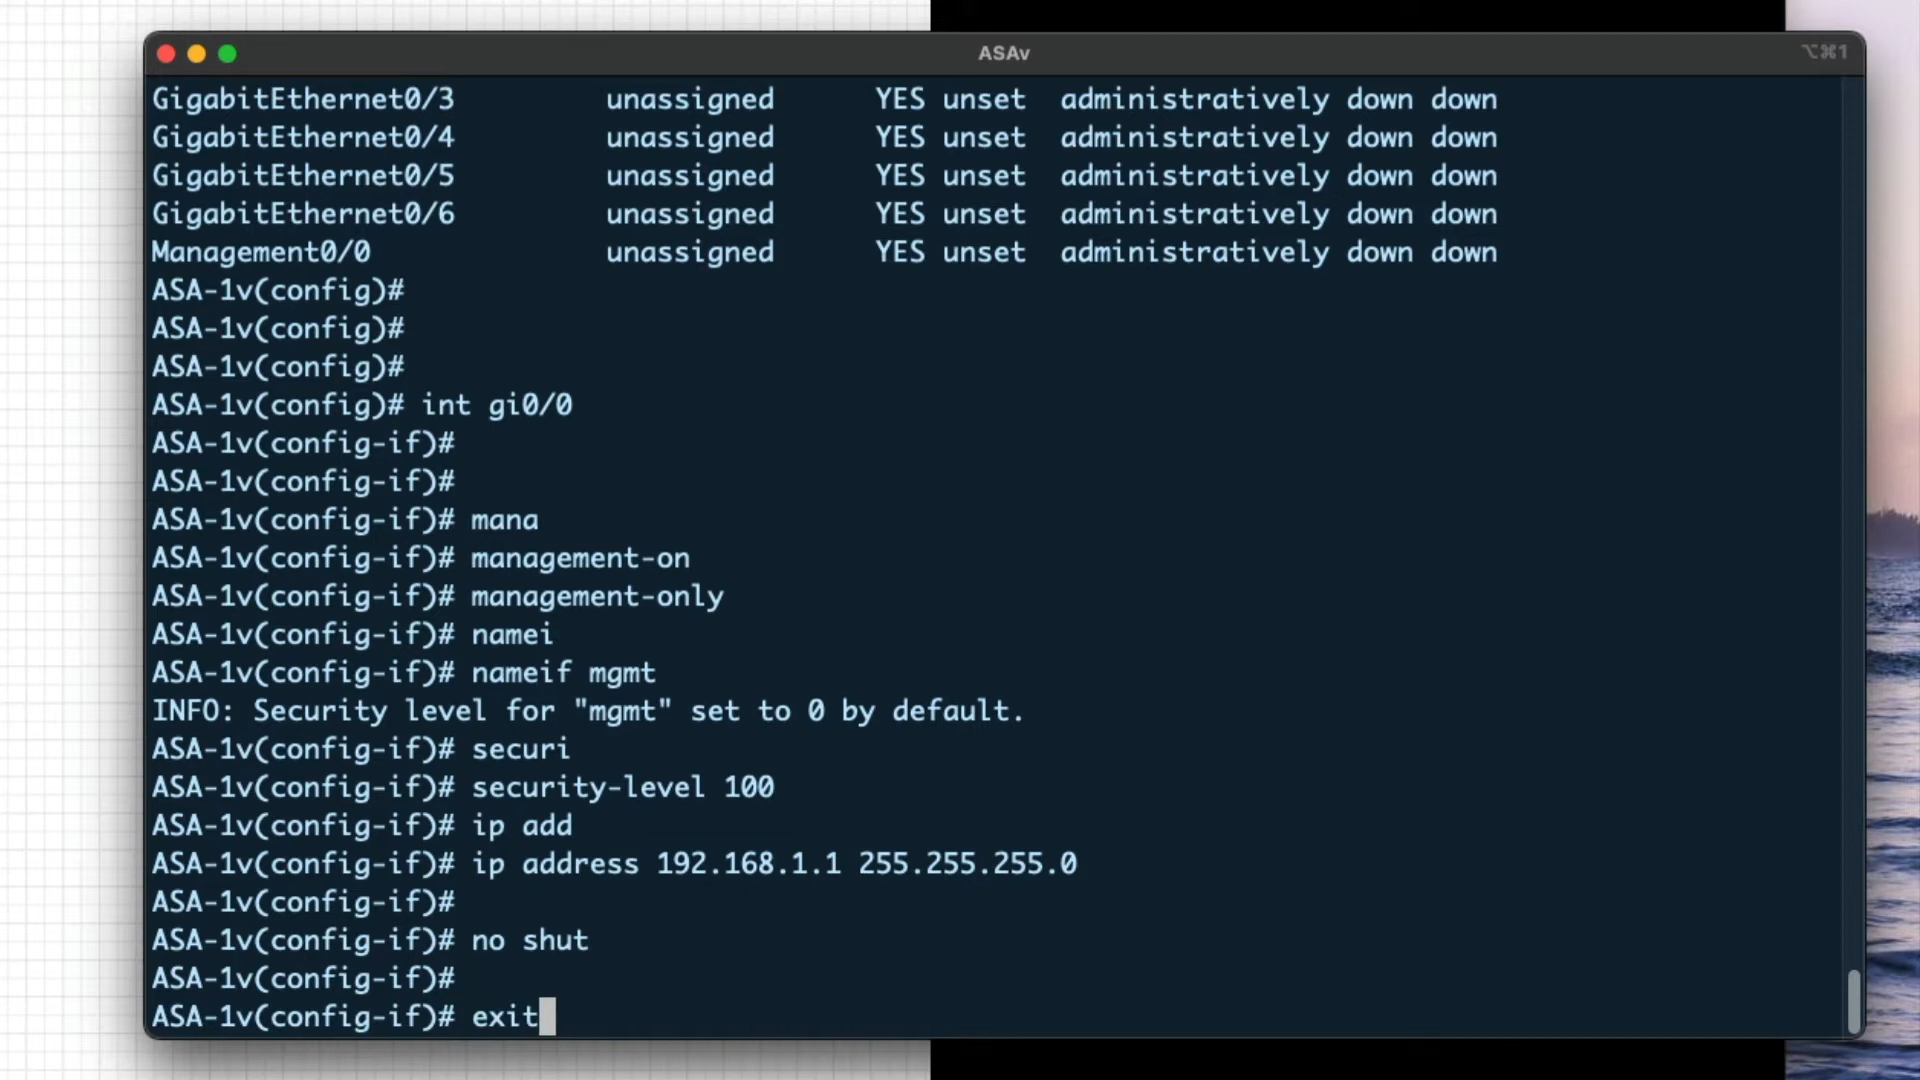 ASAv
⌥⌘1
GigabitEthernet0/3 unassigned YES unset administratively down down
GigabitEthernet0/4 unassigned YES unset administratively down down
GigabitEthernet0/5 unassigned YES unset administratively down down
GigabitEthernet0/6 unassigned YES unset administratively down down
Management0/0 unassigned YES unset administratively down down
ASA-1v(config)#
ASA-1v(config)#
ASA-1v(config)#
ASA-1v(config)# int gi0/0
ASA-1v(config-if)#
ASA-1v(config-if)#
ASA-1v(config-if)# mana
ASA-1v(config-if)# management-on
ASA-1v(config-if)# management-only
ASA-1v(config-if)# namei
ASA-1v(config-if)# nameif mgmt
INFO: Security level for "mgmt" set to 0 by default.
ASA-1v(config-if)# securi
ASA-1v(config-if)# security-level 100
ASA-1v(config-if)# ip add
ASA-1v(config-if)# ip address 192.168.1.1 255.255.255.0
ASA-1v(config-if)#
ASA-1v(config-if)# no shut
ASA-1v(config-if)#
ASA-1v(config-if)# exit